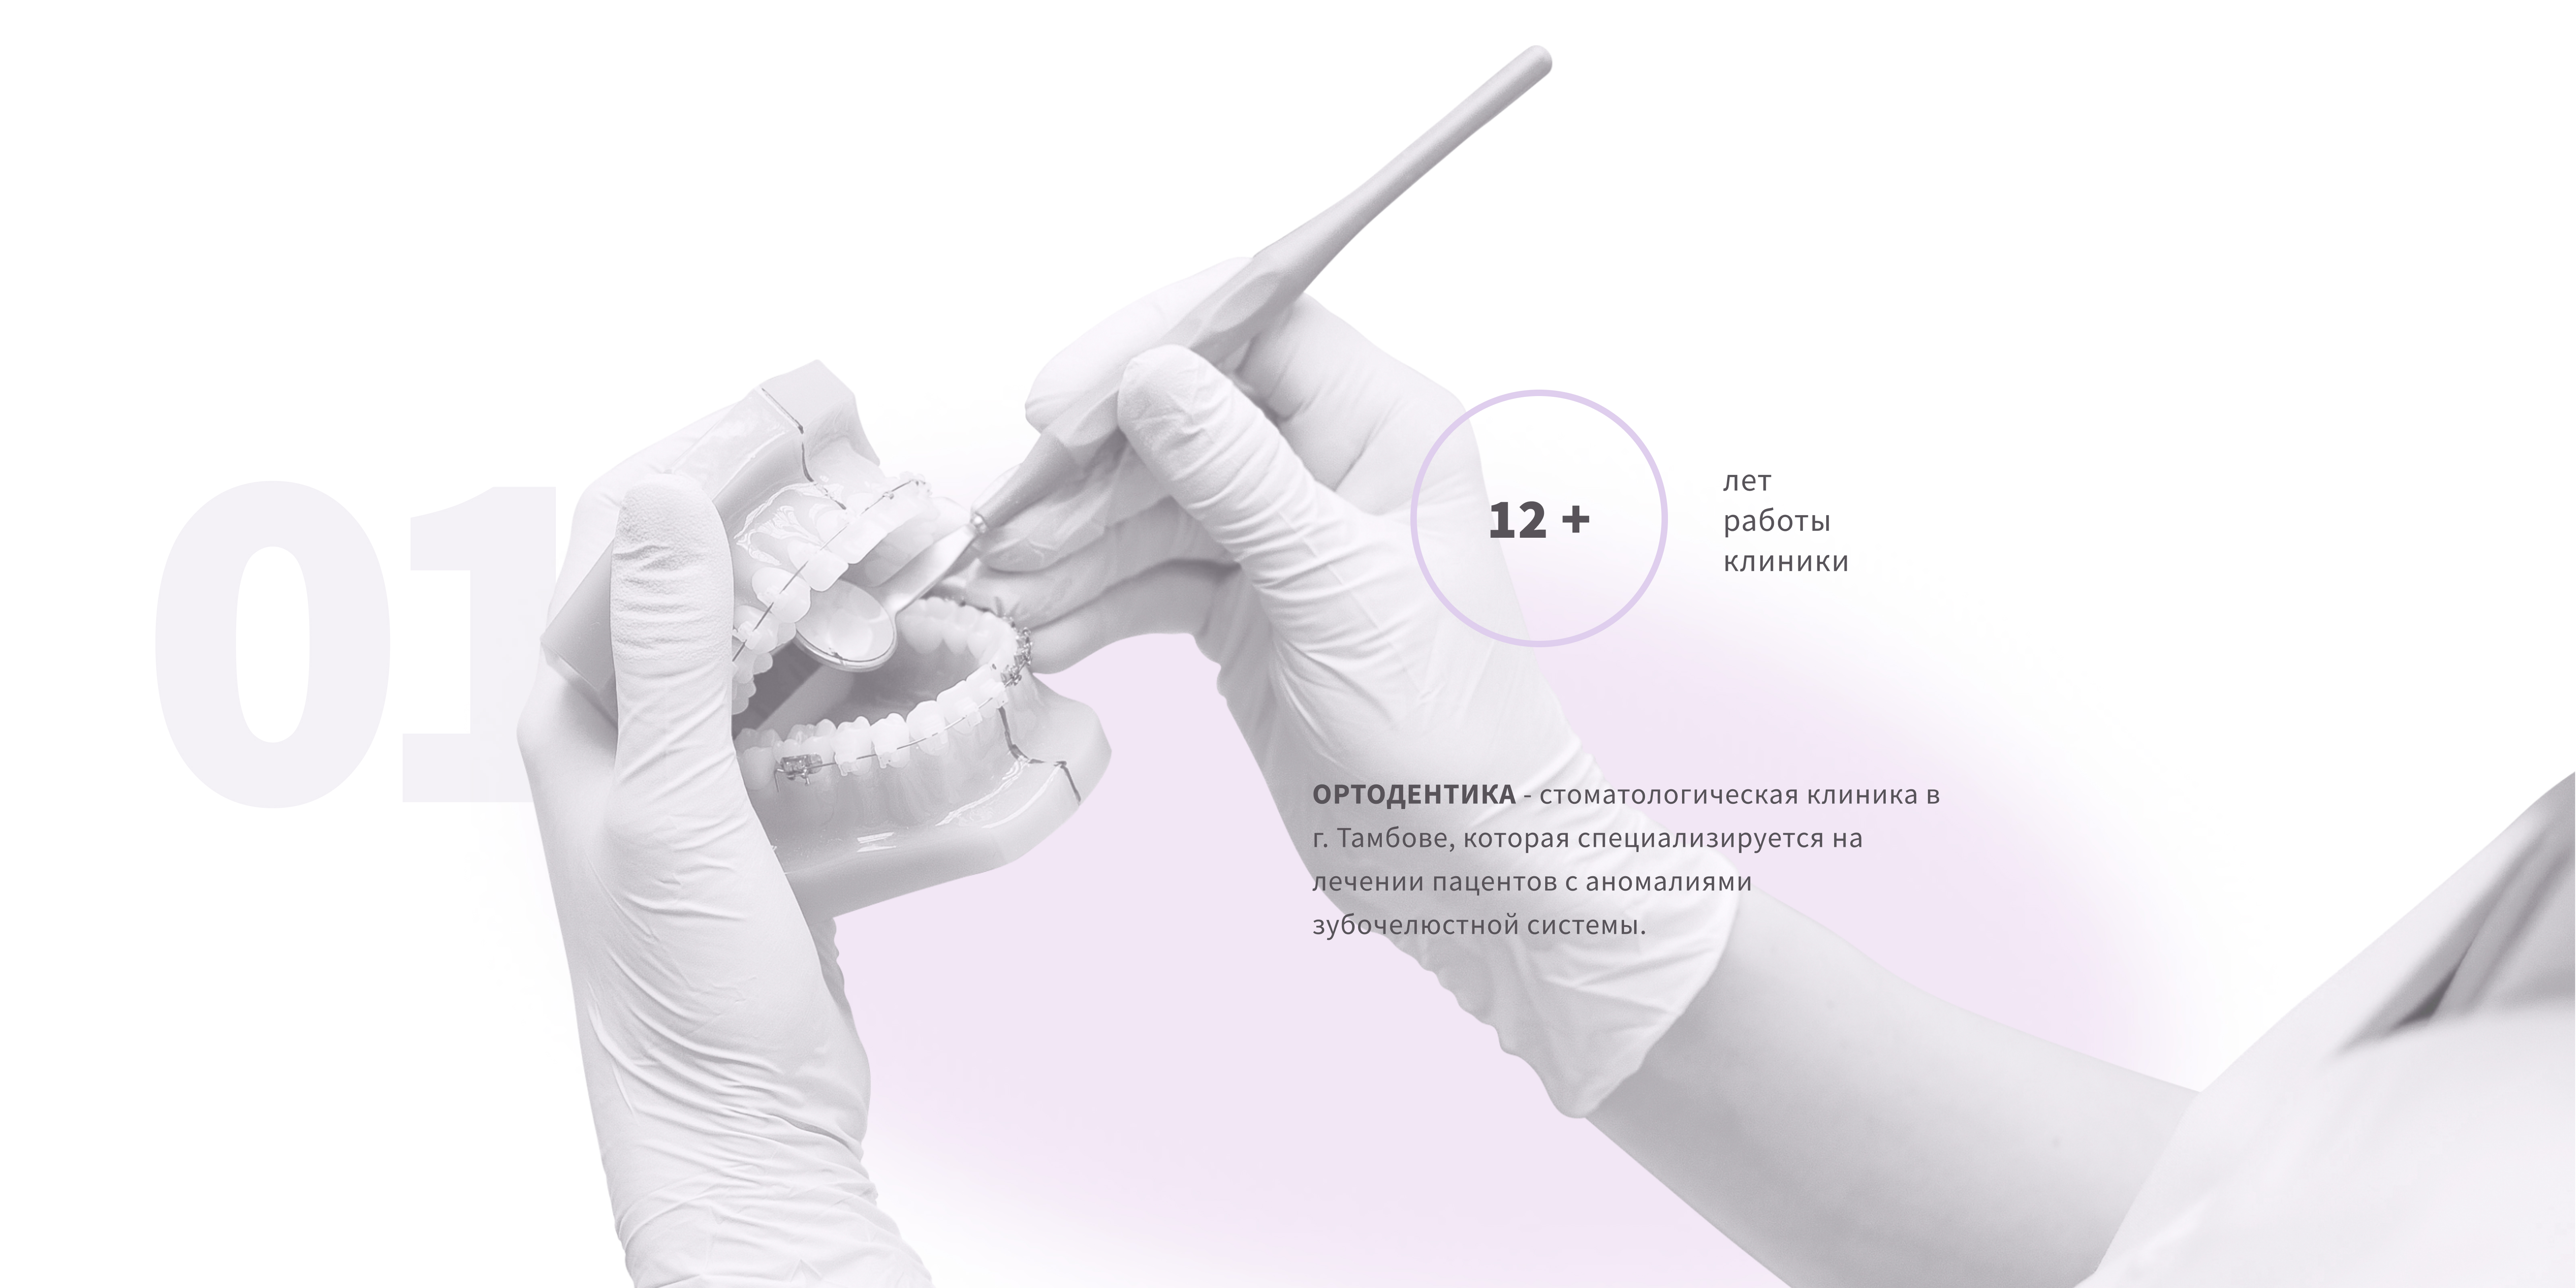 01
12 +
лет
работы
клиники
ОРТОДЕНТИКА - стоматологическая клиника в
г. Тамбове, которая специализируется на
лечении пацентов с аномалиями
зубочелюстной системы.